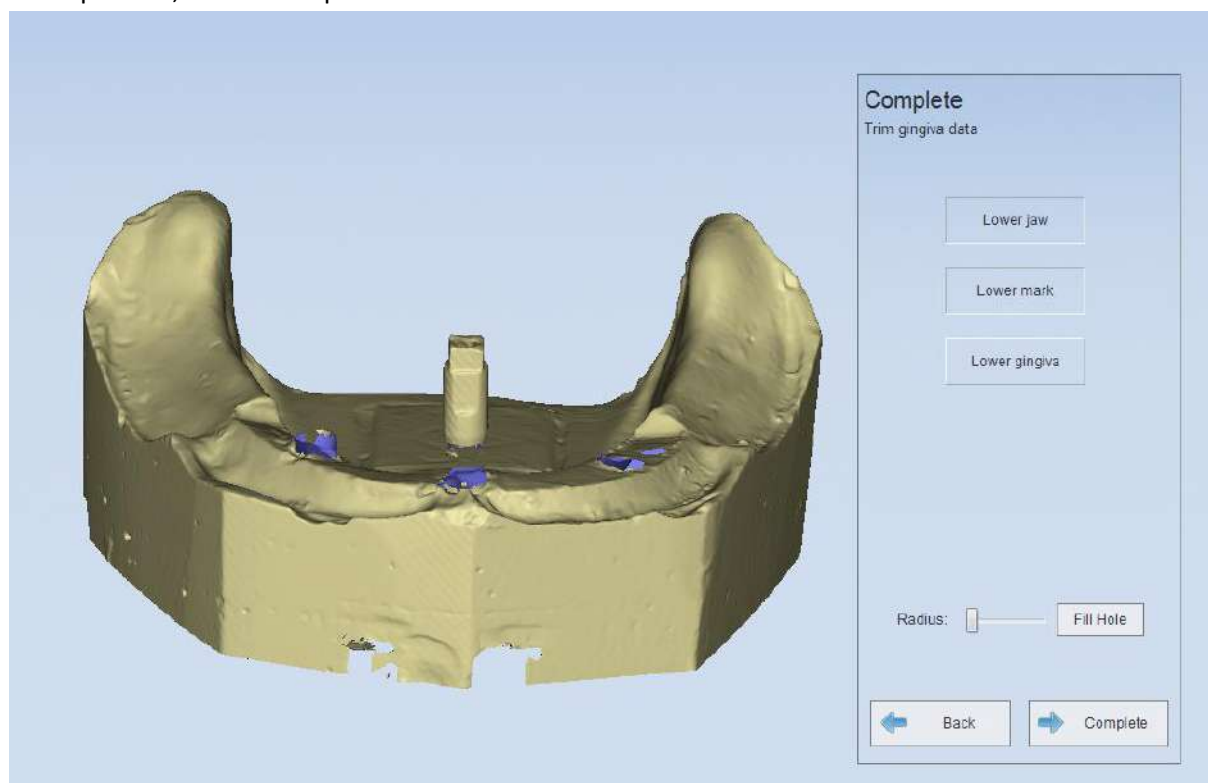 Complete
Trim gingiva data
Lower jaw
Lower mark
Lower gingiva
Radius:
Fill Hole
Back
Complete